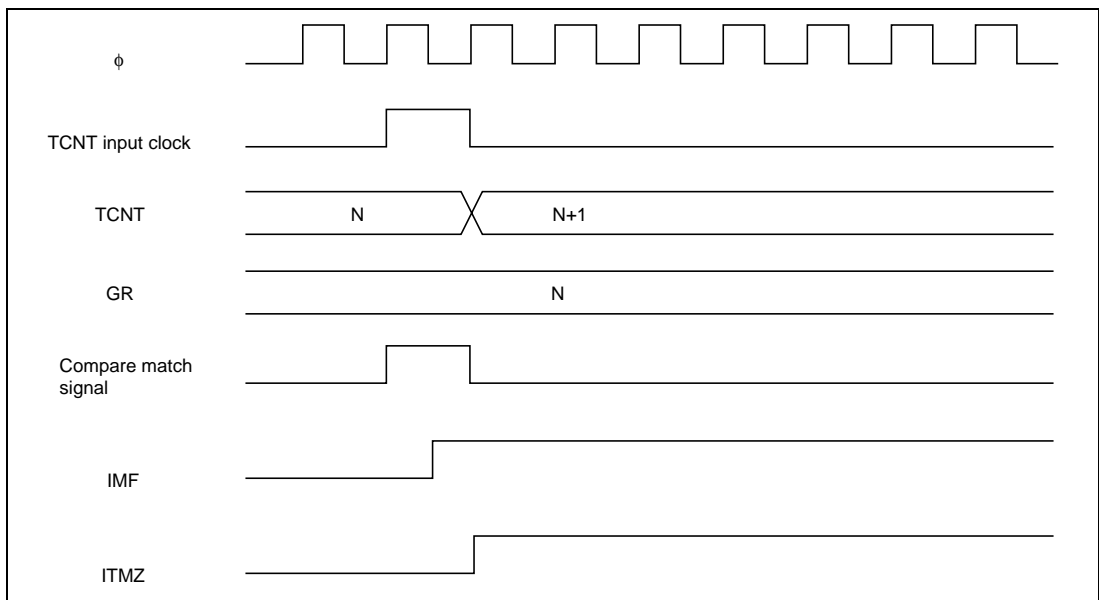 ϕ
TCNT input clock
TCNT
N
N+1
GR
N
Compare match
signal
IMF
ITMZ